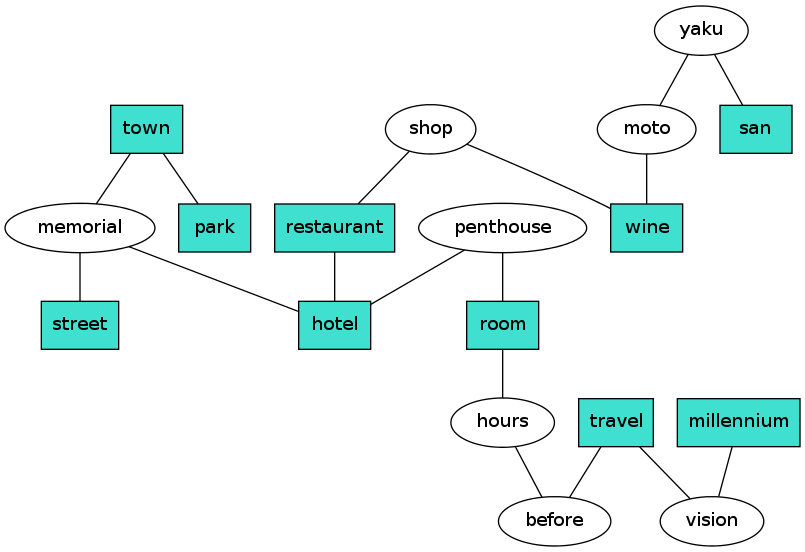 yaku
town
shop
moto
san
memorial
park
restaurant
penthouse
wine
street
hotel
room
hours
travel
millennium
before
vision